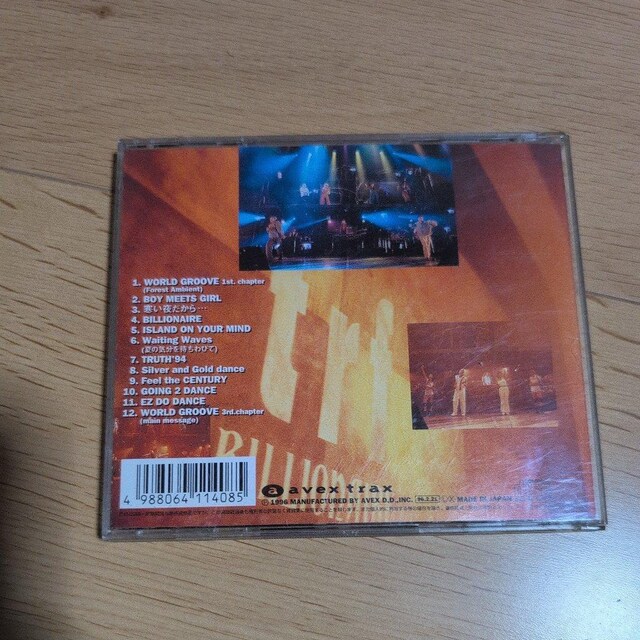 1. WORLD GROOVE 1st. chapter
(Forest Ambient)
2. BOY MEETS GIRL
3. 寒い夜だから…
4. BILLIONAIRE
5. ISLAND ON YOUR MIND
6. Waiting Waves
(夏の気分を待ちわびて)
7. TRUTH'94
8. Silver and Gold dance
9. Feel the CENTURY
10. GOING 2 DANCE
11. EZ DO DANCE
12. WORLD GROOVE 3rd.chapter
(main message)
trf
BILLION
4 988064 114085
a avex trax
Ⓟ 1996 MANUFACTURED BY AVEX D.D.,INC.
MADE IN JAPAN